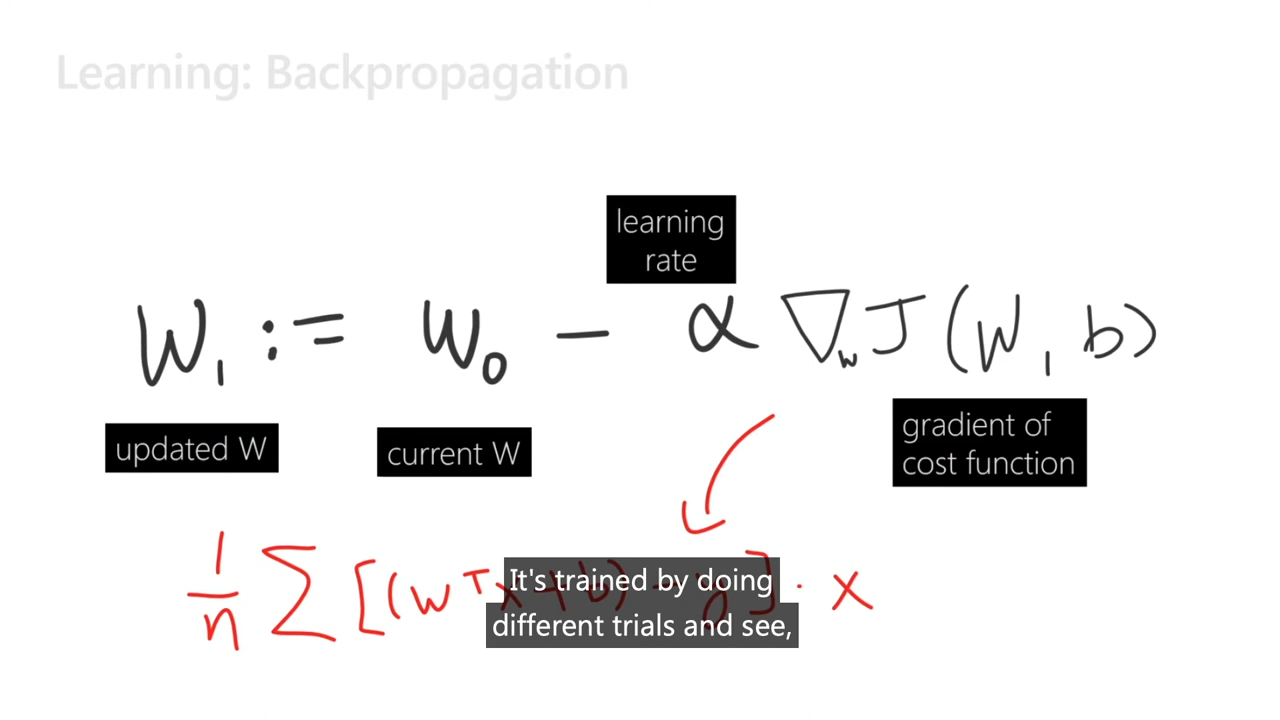 Learning: Backpropagation
learning
rate
W₁ := W₀ − α ∇w J (W, b)
updated W
current W
gradient of
cost function
1/n Σ [(wᵀx + b) − y] · x
It's trained by doing
different trials and see,